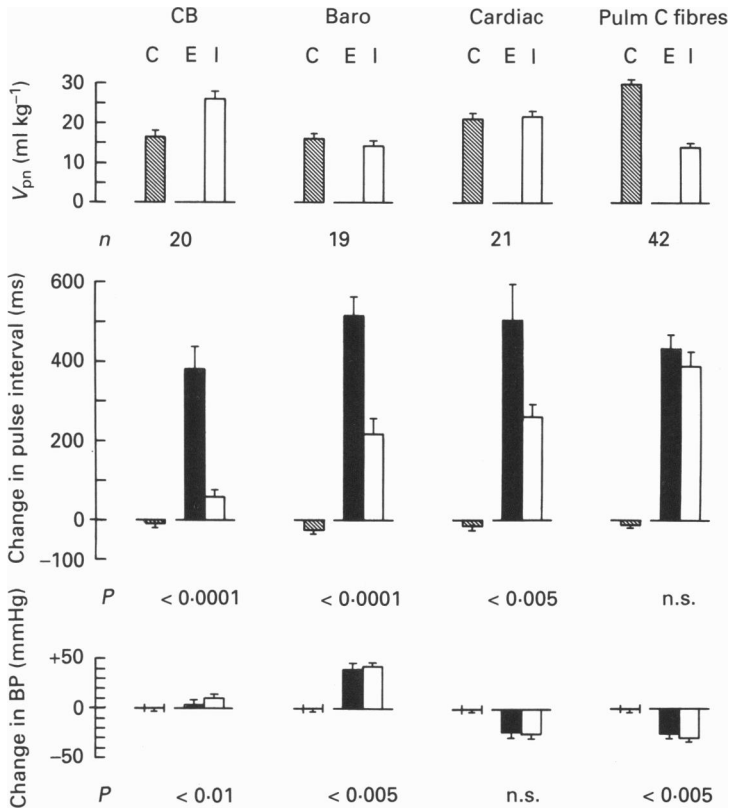 CB Baro Cardiac Pulm C fibres
C E I C E I C E I C E I
V_pn (ml kg⁻¹)
30
20
10
0
n 20 19 21 42
Change in pulse interval (ms)
600
400
200
0
−100
P < 0·0001 < 0·0001 < 0·005 n.s.
Change in BP (mmHg)
+50
0
−50
P < 0·01 < 0·005 n.s. < 0·005